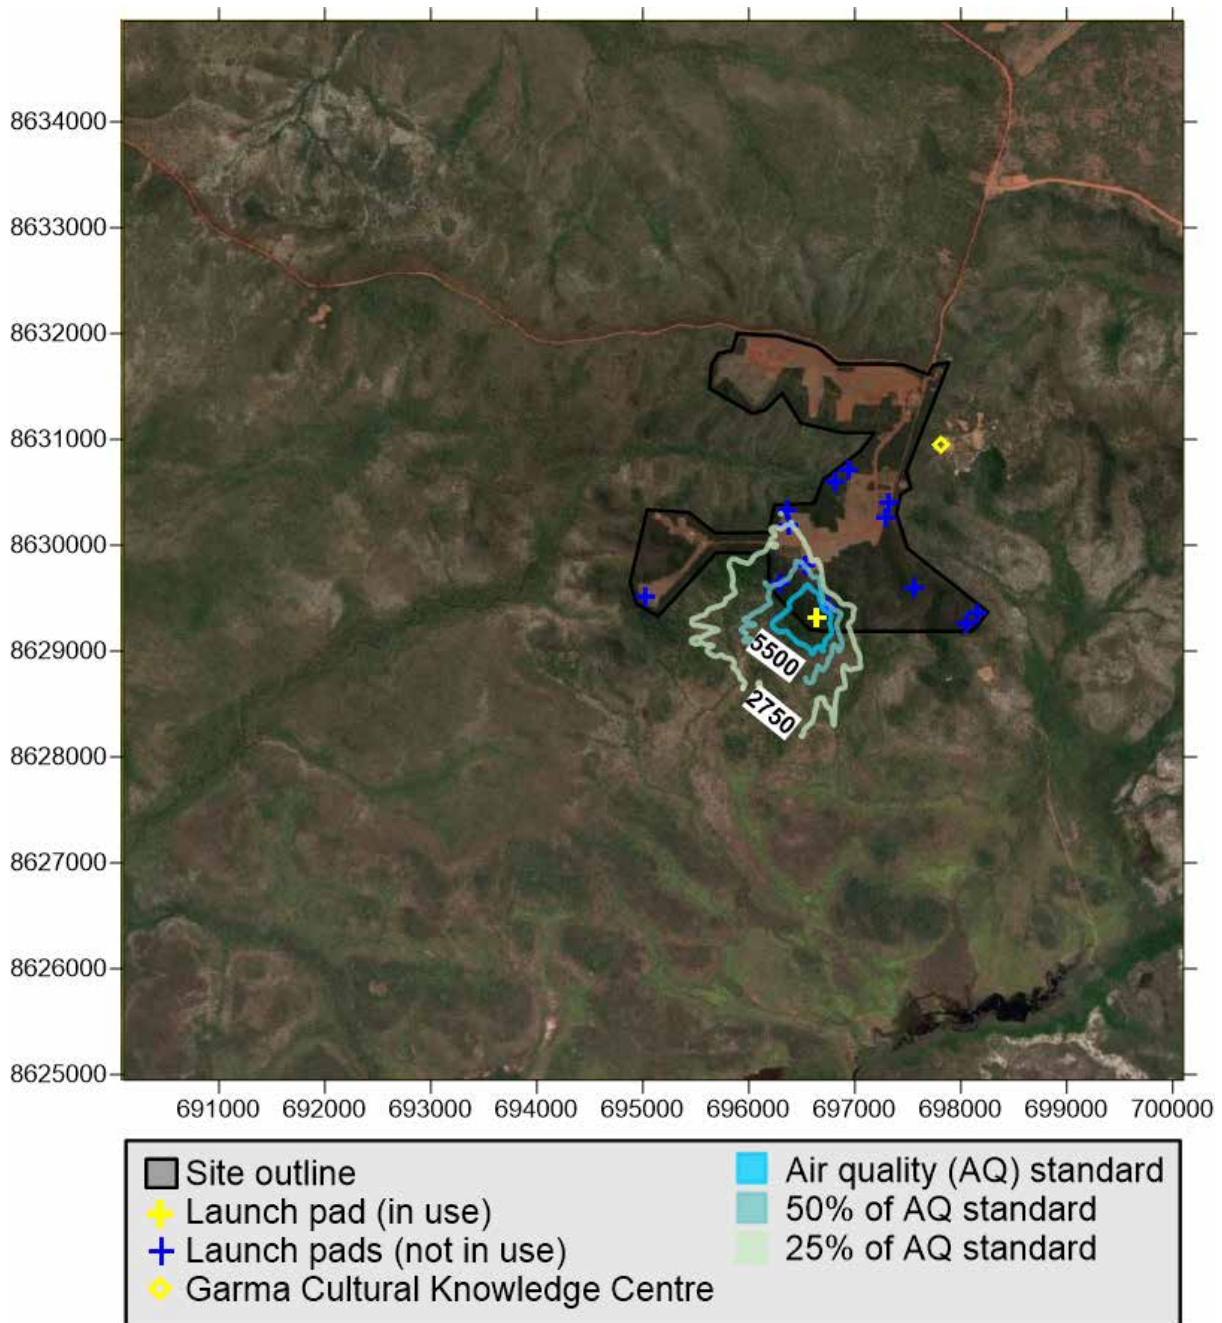 8634000
8633000
8632000
8631000
8630000
8629000
8628000
8627000
8626000
8625000
5500
2750
691000 692000 693000 694000 695000 696000 697000 698000 699000 700000
Site outline
Launch pad (in use)
Launch pads (not in use)
Garma Cultural Knowledge Centre
Air quality (AQ) standard
50% of AQ standard
25% of AQ standard